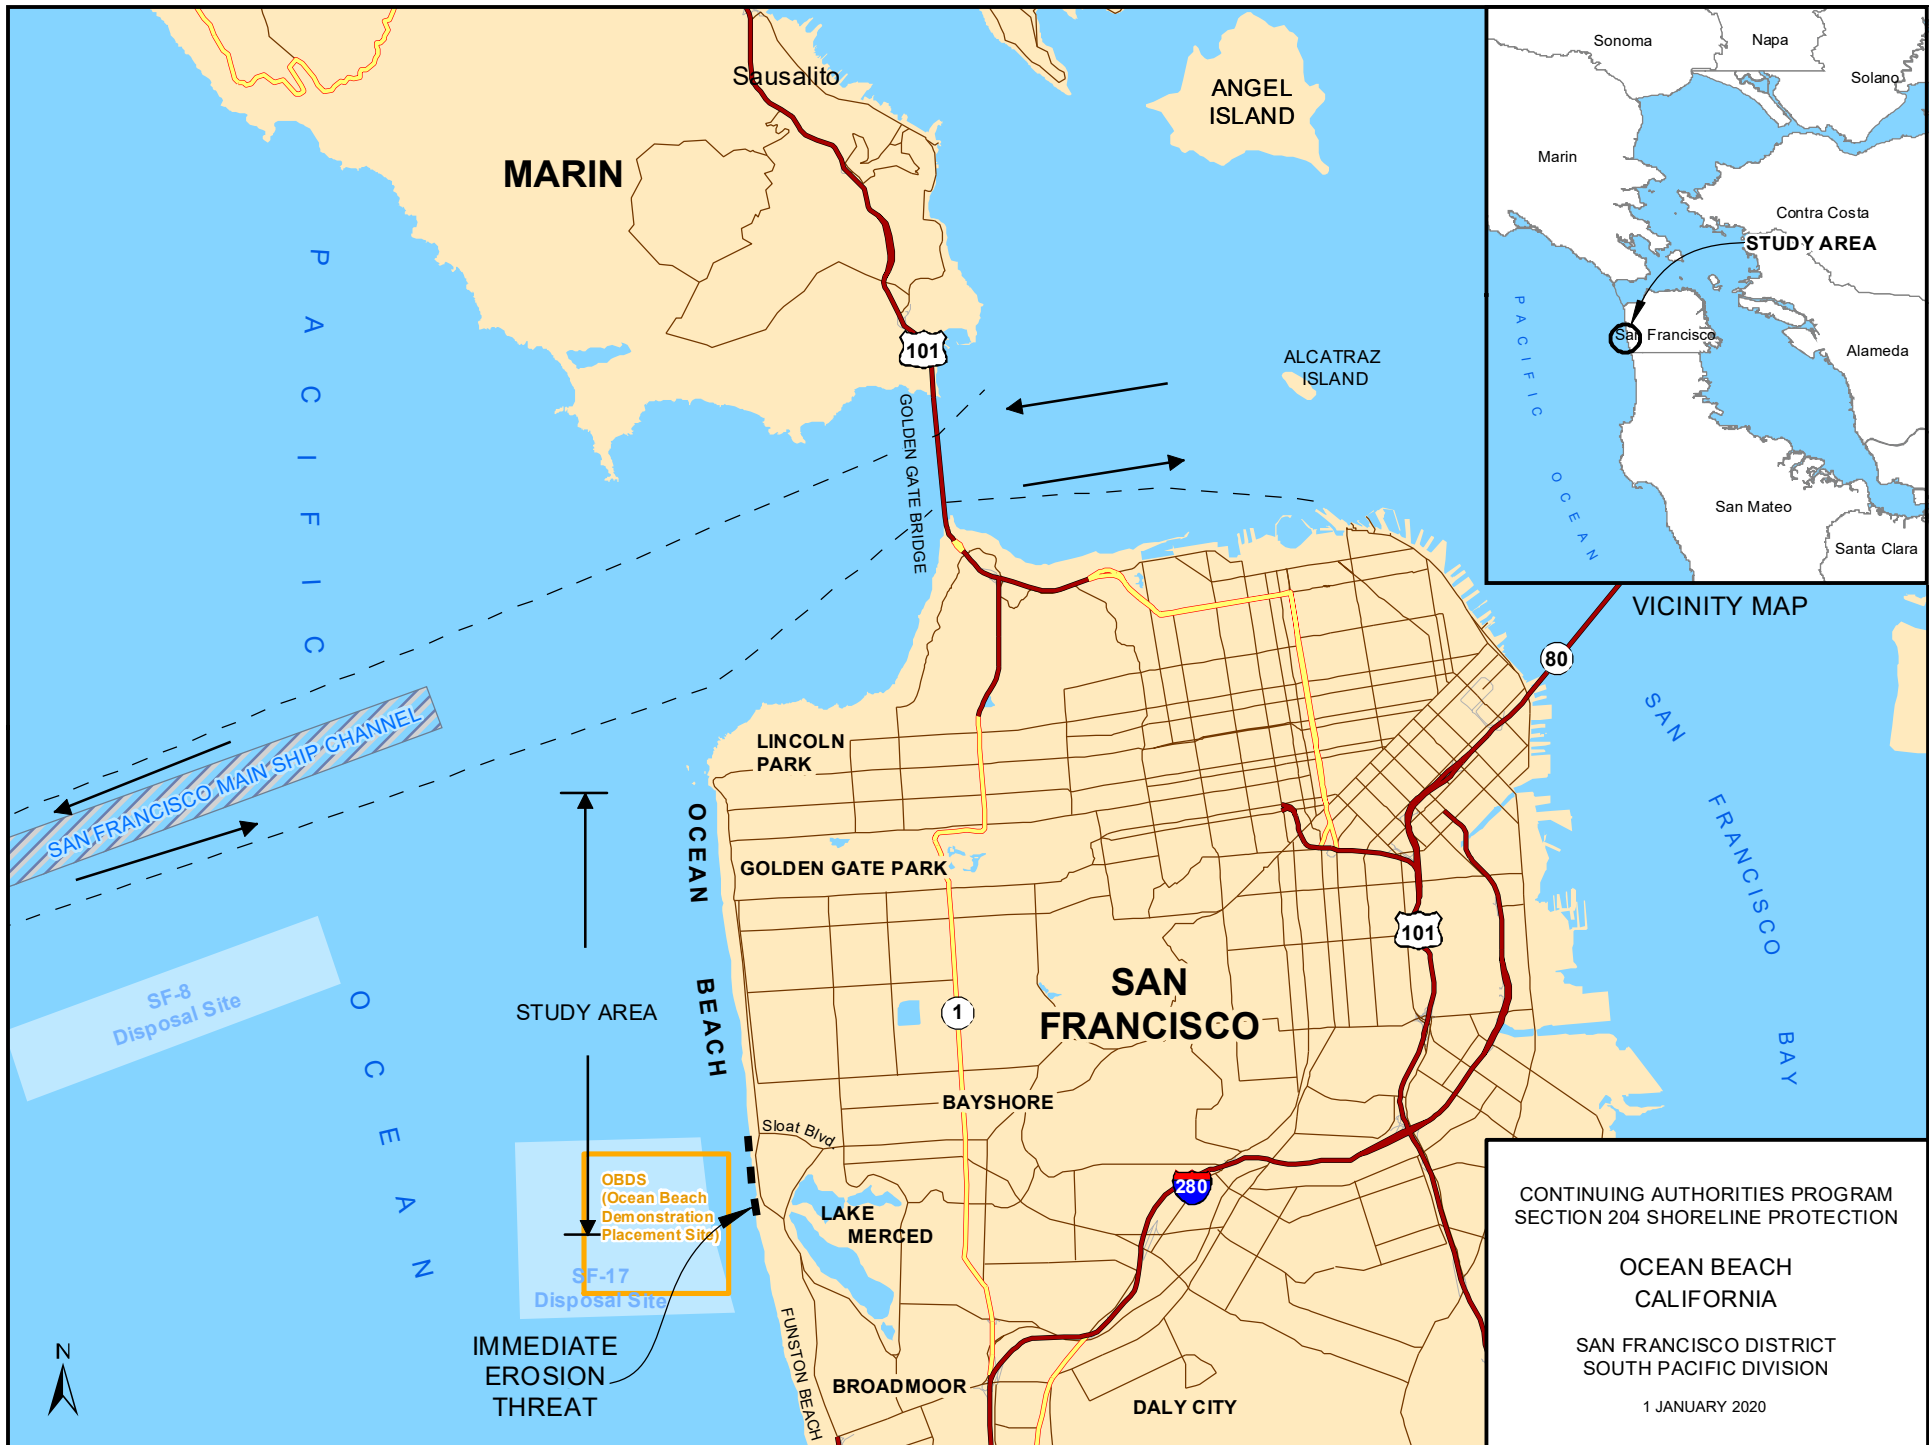 Sausalito
MARIN
ANGEL
ISLAND
PACIFIC
101
GOLDEN GATE BRIDGE
ALCATRAZ
ISLAND
Sonoma
Napa
Solano
Marin
Contra Costa
STUDY AREA
San Francisco
Alameda
PACIFIC OCEAN
San Mateo
Santa Clara
VICINITY MAP
80
SAN FRANCISCO BAY
SAN FRANCISCO MAIN SHIP CHANNEL
LINCOLN
PARK
OCEAN BEACH
GOLDEN GATE PARK
101
SF-8
Disposal Site
OCEAN
STUDY AREA
1
SAN
FRANCISCO
BAYSHORE
Sloat Blvd.
OBDS
(Ocean Beach
Demonstration
Placement Site)
SF-17
Disposal Site
280
LAKE
MERCED
IMMEDIATE
EROSION
THREAT
FUNSTON BEACH
BROADMOOR
DALY CITY
N
CONTINUING AUTHORITIES PROGRAM
SECTION 204 SHORELINE PROTECTION
OCEAN BEACH
CALIFORNIA
SAN FRANCISCO DISTRICT
SOUTH PACIFIC DIVISION
1 JANUARY 2020